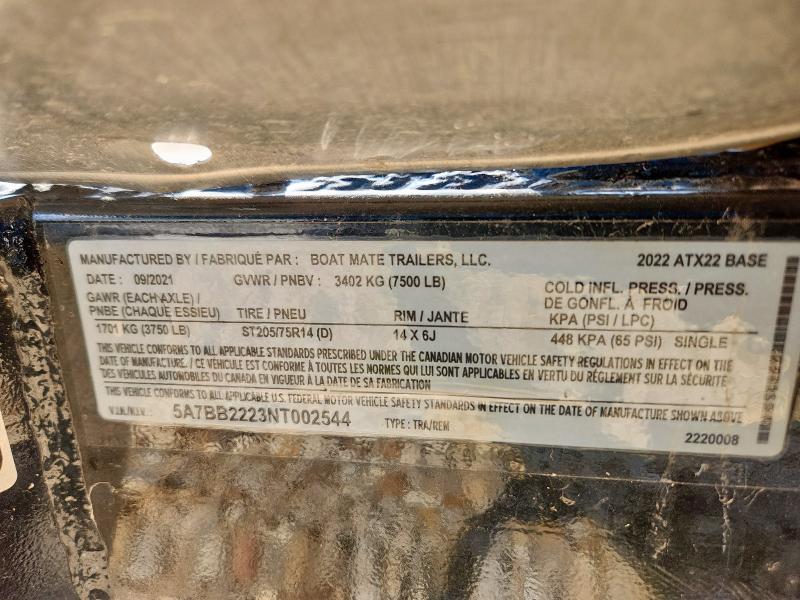 MANUFACTURED BY / FABRIQUÉ PAR : BOAT MATE TRAILERS, LLC. 2022 ATX22 BASE
DATE : 09/2021 GVWR / PNBV : 3402 KG (7500 LB) COLD INFL. PRESS. / PRESS.
GAWR (EACH AXLE) / DE GONFL. À FROID
PNBE (CHAQUE ESSIEU) TIRE / PNEU RIM / JANTE KPA (PSI / LPC)
1701 KG (3750 LB) ST205/75R14 (D) 14 X 6J 448 KPA (65 PSI) SINGLE
THIS VEHICLE CONFORMS TO ALL APPLICABLE STANDARDS PRESCRIBED UNDER THE CANADIAN MOTOR VEHICLE SAFETY REGULATIONS IN EFFECT ON THE
DATE OF MANUFACTURE. / CE VÉHICULE EST CONFORME À TOUTES LES NORMES QUI LUI SONT APPLICABLES EN VERTU DU RÈGLEMENT SUR LA SÉCURITÉ
DES VÉHICULES AUTOMOBILES DU CANADA EN VIGUEUR À LA DATE DE SA FABRICATION
THIS VEHICLE CONFORMS TO ALL APPLICABLE U.S. FEDERAL MOTOR VEHICLE SAFETY STANDARDS IN EFFECT ON THE DATE OF MANUFACTURE SHOWN ABOVE
V.I.N./N.I.V. : 5A7BB2223NT002544 TYPE : TRA/REM 2220008